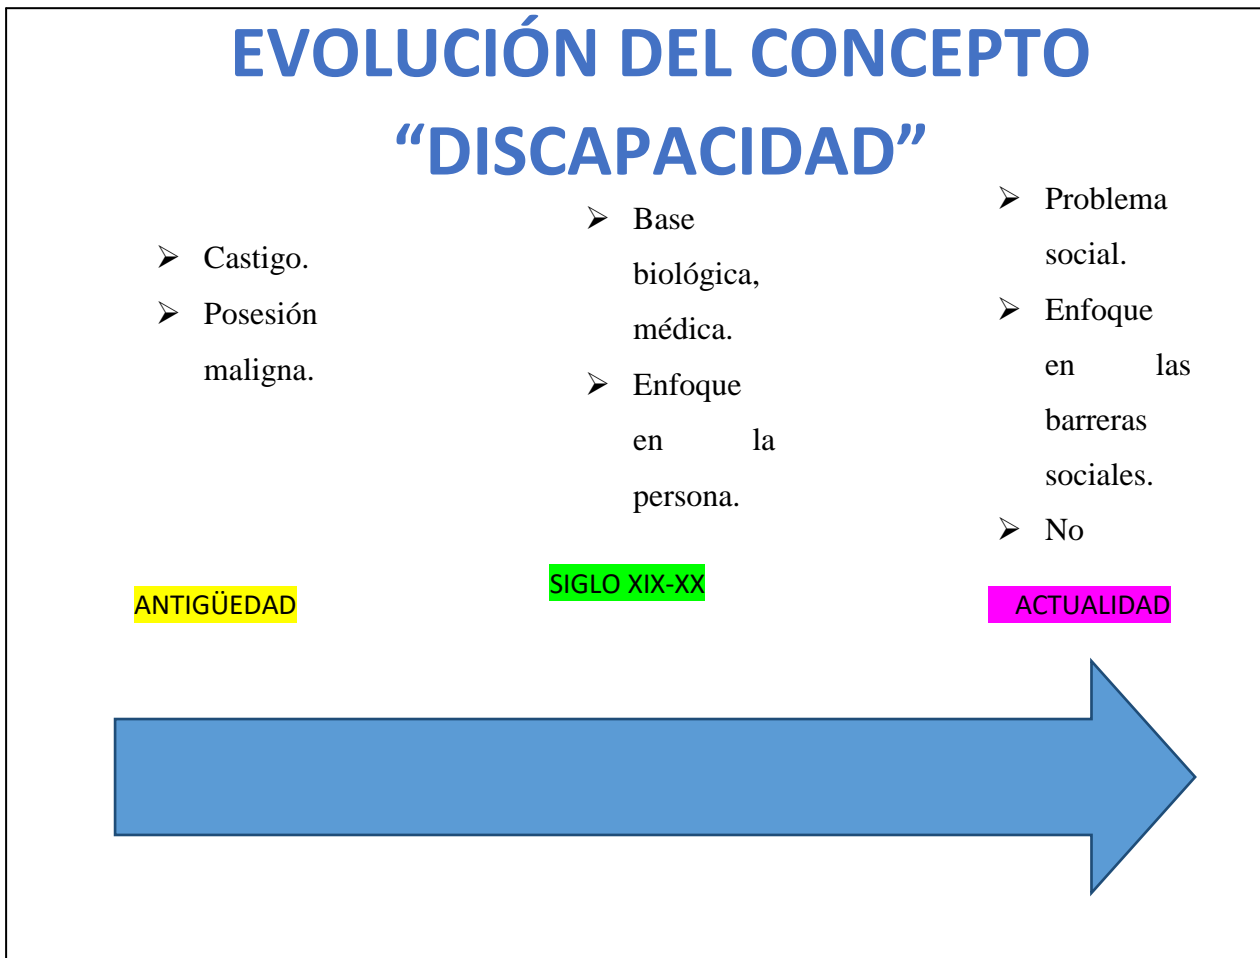 EVOLUCIÓN DEL CONCEPTO
“DISCAPACIDAD”
➢ Castigo.
➢ Posesión
maligna.
ANTIGÜEDAD
➢ Base
biológica,
médica.
➢ Enfoque
en la
persona.
SIGLO XIX-XX
➢ Problema
social.
➢ Enfoque
en las
barreras
sociales.
➢ No
ACTUALIDAD